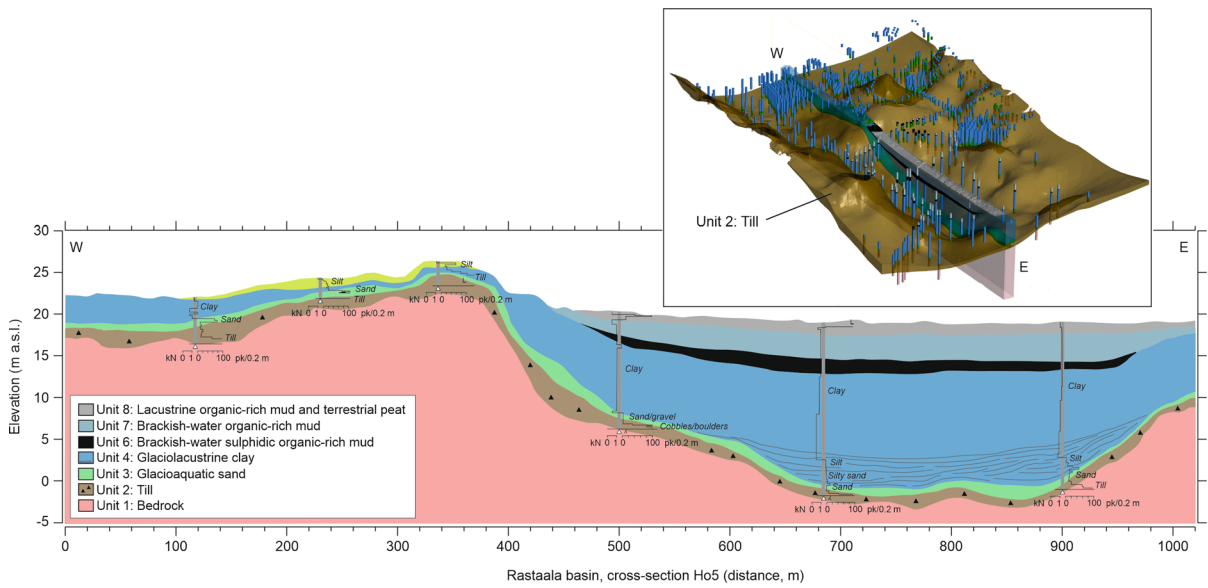 W
E
Unit 2: Till
W
E
Elevation (m a.s.l.)
30
25
20
15
10
5
0
-5
Clay
Sand
Till
kN 0 1 0 100 pk/0.2 m
Silt
Sand
Till
kN 0 1 0 100 pk/0.2 m
Silt
Till
kN 0 1 0 100 pk/0.2 m
Clay
Sand/gravel
Cobbles/boulders
kN 0 1 0 100 pk/0.2 m
Clay
Silt
Silty sand
Sand
kN 0 1 0 100 pk/0.2 m
Clay
Silt
Sand
Till
kN 0 1 0 100 pk/0.2 m
Unit 8: Lacustrine organic-rich mud and terrestrial peat
Unit 7: Brackish-water organic-rich mud
Unit 6: Brackish-water sulphidic organic-rich mud
Unit 4: Glaciolacustrine clay
Unit 3: Glacioaquatic sand
Unit 2: Till
Unit 1: Bedrock
0 100 200 300 400 500 600 700 800 900 1000
Rastaala basin, cross-section Ho5 (distance, m)